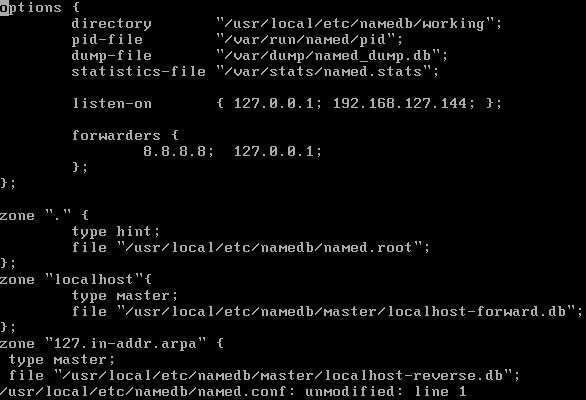 options {
        directory       "/usr/local/etc/namedb/working";
        pid-file        "/var/run/named/pid";
        dump-file       "/var/dump/named_dump.db";
        statistics-file "/var/stats/named.stats";

        listen-on       { 127.0.0.1; 192.168.127.144; };

        forwarders {
                8.8.8.8;  127.0.0.1;
        };
};

zone "." {
        type hint;
        file "/usr/local/etc/namedb/named.root";
};
zone "localhost"{
        type master;
        file "/usr/local/etc/namedb/master/localhost-forward.db";
};
zone "127.in-addr.arpa" {
 type master;
 file "/usr/local/etc/namedb/master/localhost-reverse.db";
/usr/local/etc/namedb/named.conf: unmodified: line 1